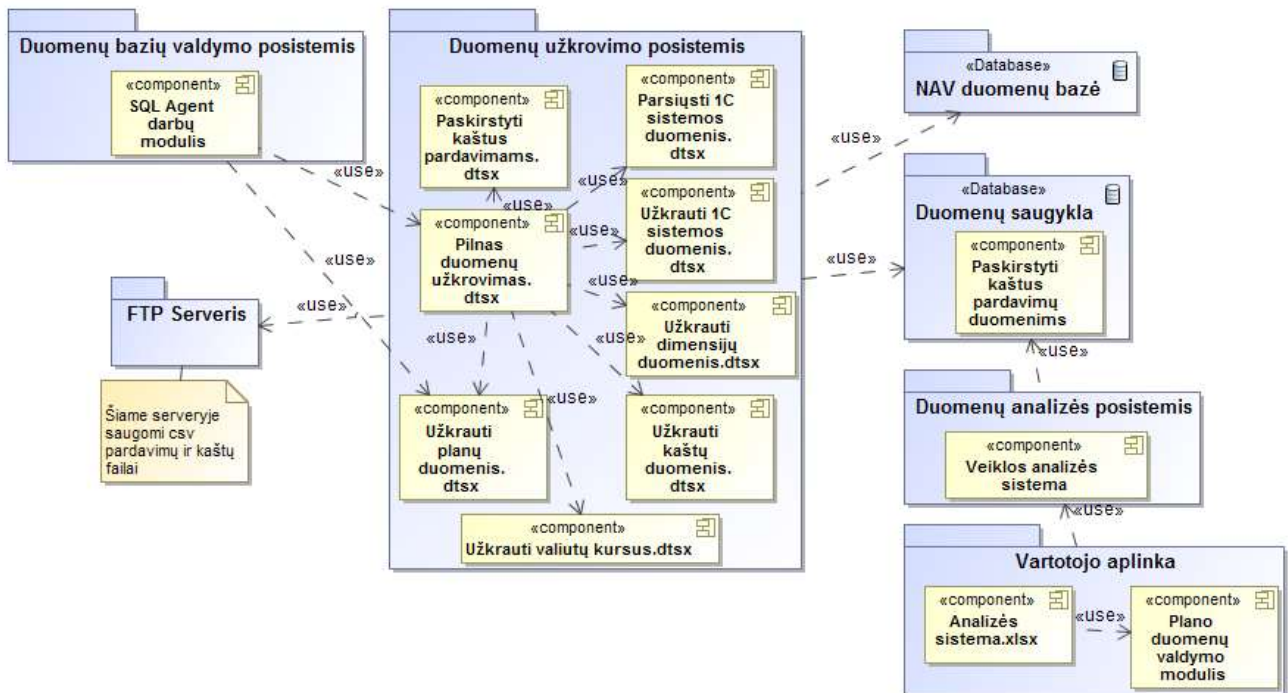 Duomenų bazių valdymo posistemis
«component»
SQL Agent
darbų
modulis
«use»
«use»
FTP Serveris
Šiame serveryje
saugomi csv
pardavimų ir kaštų
failai
«use»
Duomenų užkrovimo posistemis
«component»
Paskirstyti
kaštus
pardavimams.
dtsx
«component»
Parsiųsti 1C
sistemos
duomenis.
dtsx
«use»
«use»
«component»
Pilnas
duomenų
užkrovimas.
dtsx
«component»
Užkrauti 1C
sistemos
duomenis.
dtsx
«use»
«use»
«component»
Užkrauti
dimensijų
duomenis.dtsx
«use»
«use»
«use»
«component»
Užkrauti
planų
duomenis.
dtsx
«component»
Užkrauti
kaštų
duomenis.
dtsx
«component»
Užkrauti valiutų kursus.dtsx
«use»
«use»
«Database»
NAV duomenų bazė
«Database»
Duomenų saugykla
«component»
Paskirstyti
kaštus
pardavimų
duomenims
«use»
Duomenų analizės posistemis
«component»
Veiklos analizės
sistema
«use»
Vartotojo aplinka
«component»
Analizės
sistema.xlsx
«use»
«component»
Plano
duomenų
valdymo
modulis